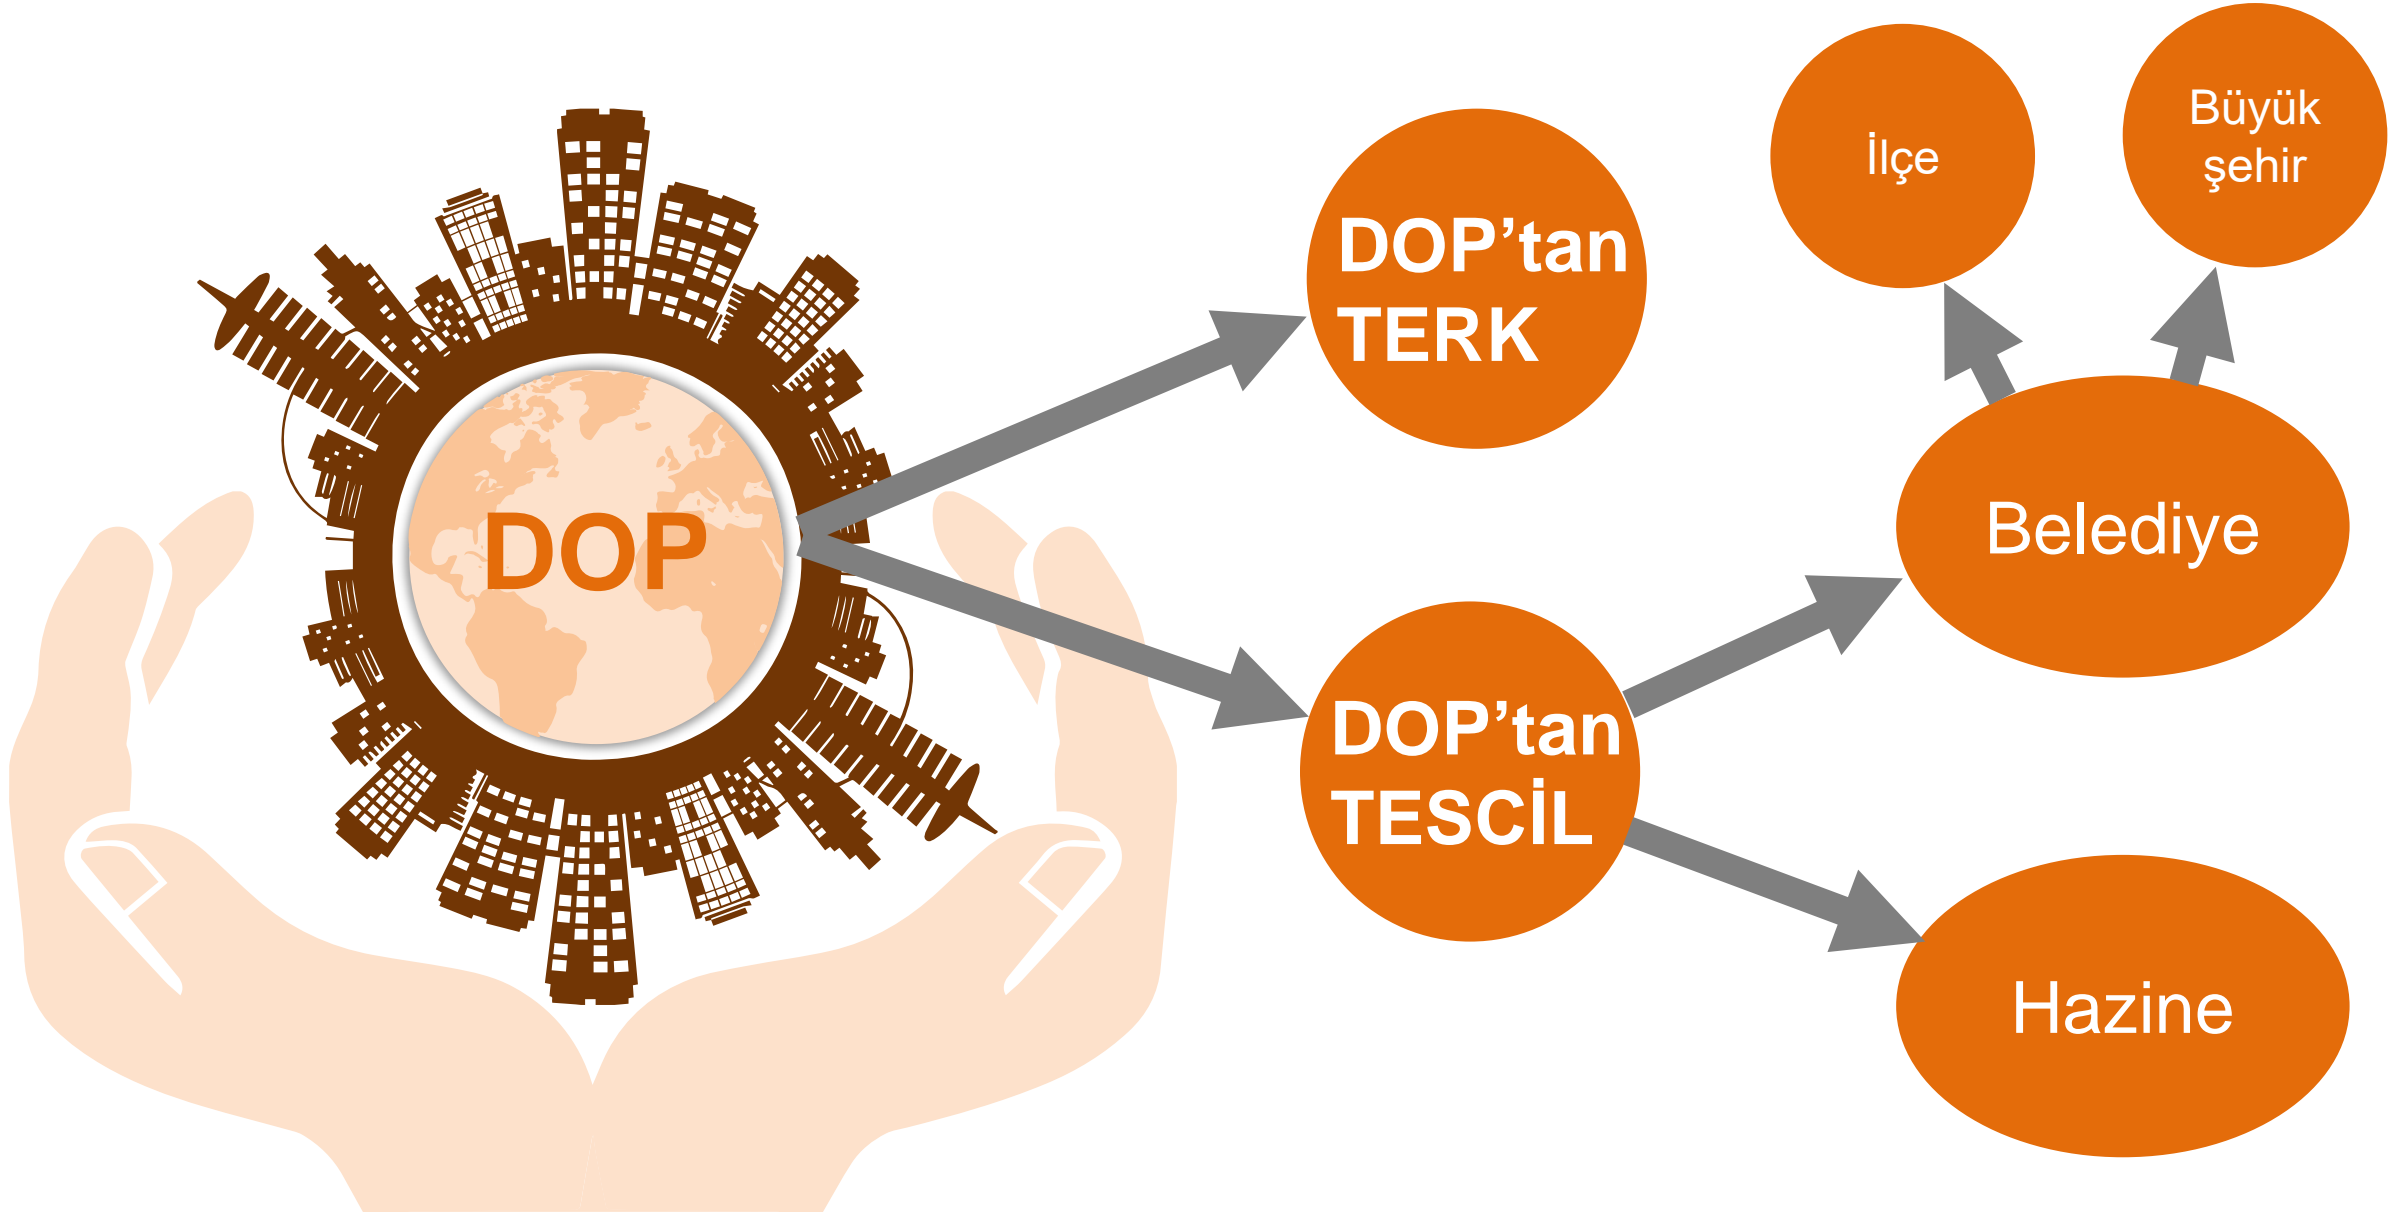 DOP
DOP’tan
TERK
DOP’tan
TESCİL
İlçe
Büyük
şehir
Belediye
Hazine